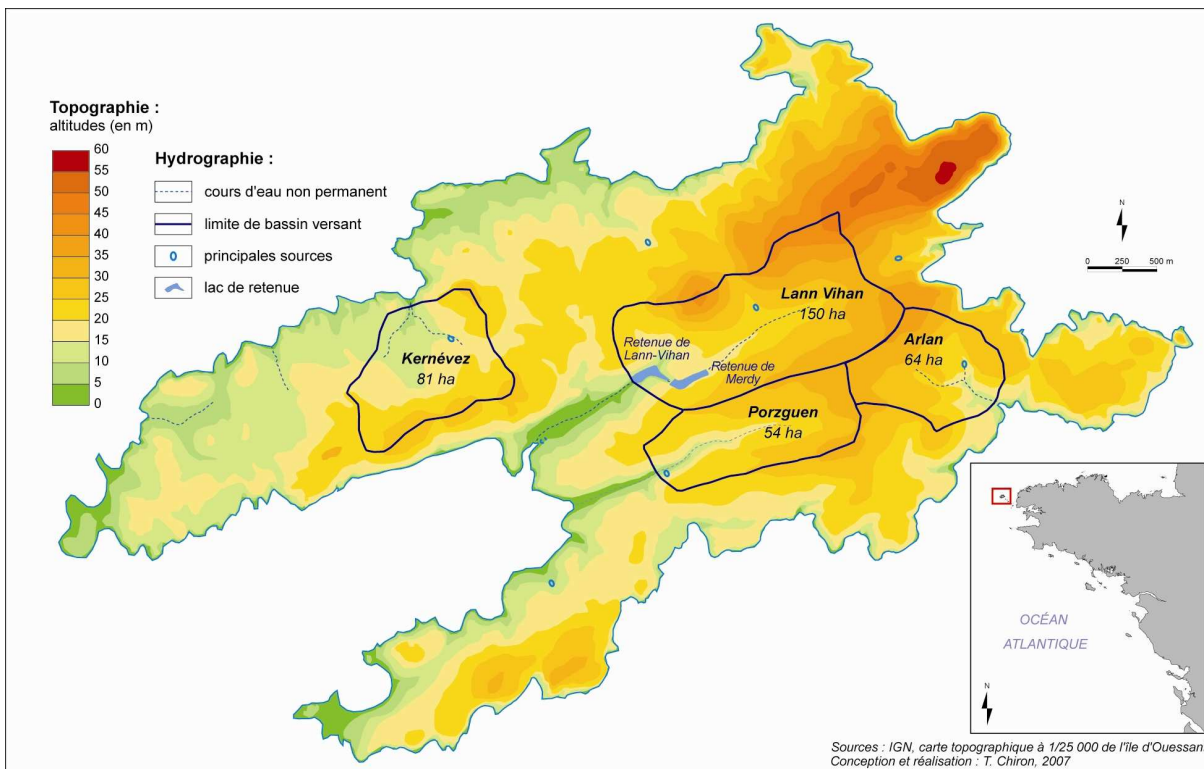 Topographie :
altitudes (en m)
60
55
50
45
40
35
30
25
20
15
10
5
0
Hydrographie :
cours d'eau non permanent
limite de bassin versant
principales sources
lac de retenue
N
0 250 500 m
Lann Vihan
150 ha
Arlan
64 ha
Retenue de
Lann-Vihan
Retenue de
Merdy
Kernévez
81 ha
Porzguen
54 ha
OCÉAN
ATLANTIQUE
N
Sources : IGN, carte topographique à 1/25 000 de l'île d'Ouessant
Conception et réalisation : T. Chiron, 2007